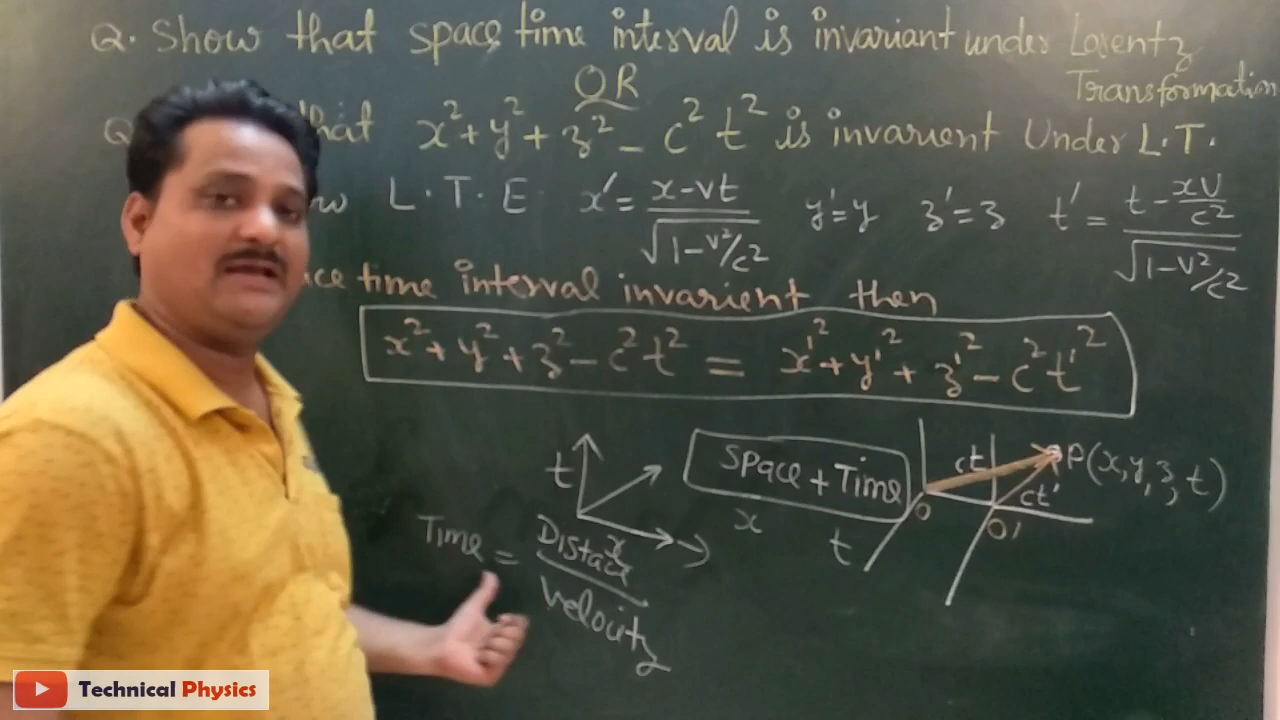 Q. Show that space time interval is invariant under Lorentz Transformation
OR
Q that x²+y²+z²-c²t² is invarient Under L.T.
L.T.E x'= x-vt/√1-v²/c² y'=y z'=z t'= t-xv/c²/√1-v²/c²
time interval invarient then
x²+y²+z²-c²t² = x'²+y'²+z'²-c²t'²
t
x
Space+Time
x
t
ct
P(x,y,z,t)
ct'
O
O'
Time = Distace/Velocity
Technical Physics